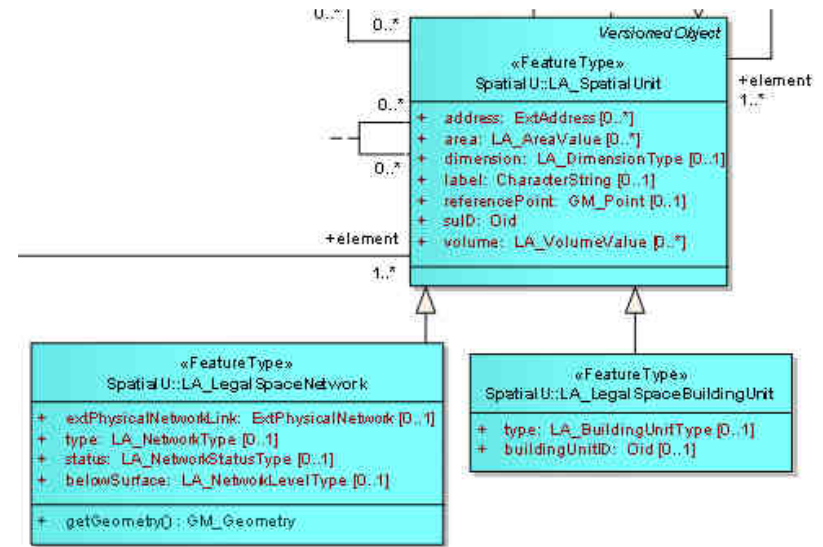 0..*
VersionedObject
«FeatureType»
SpatialU::LA_SpatialUnit
+element
1..*
0..*
+ address: ExtAddress [0..*]
+ area: LA_AreaValue [0..*]
+ dimension: LA_DimensionType [0..1]
0..*
+ label: CharacterString [0..1]
+ referencePoint: GM_Point [0..1]
+ suID: Oid
+element
+ volume: LA_VolumeValue [0..*]
1..*
«FeatureType»
SpatialU::LA_LegalSpaceNetwork
+ extPhysicalNetworkLink: ExtPhysicalNetwork [0..1]
+ type: LA_NetworkType [0..1]
+ status: LA_NetworkStatusType [0..1]
+ belowSurface: LA_NetworkLevelType [0..1]
+ getGeometry() : GM_Geometry
«FeatureType»
SpatialU::LA_LegalSpaceBuildingUnit
+ type: LA_BuildingUnitType [0..1]
+ buildingUnitID: Oid [0..1]